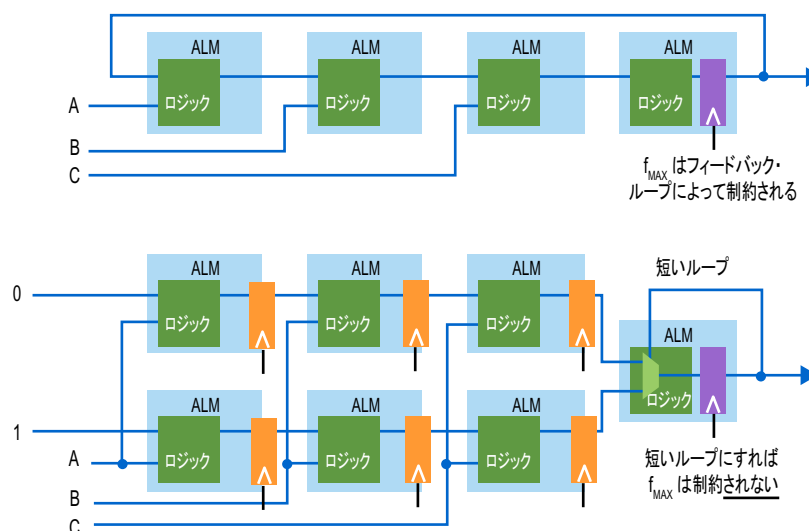 ALM ALM ALM ALM
ロジック ロジック ロジック ロジック
A
B
C
f_MAX はフィードバック・
ループによって制約される
ALM ALM ALM 短いループ
0
ロジック ロジック ロジック
ALM
ロジック
ALM ALM ALM
1
A
ロジック ロジック ロジック
B
C
短いループにすれば
f_MAX は制約されない